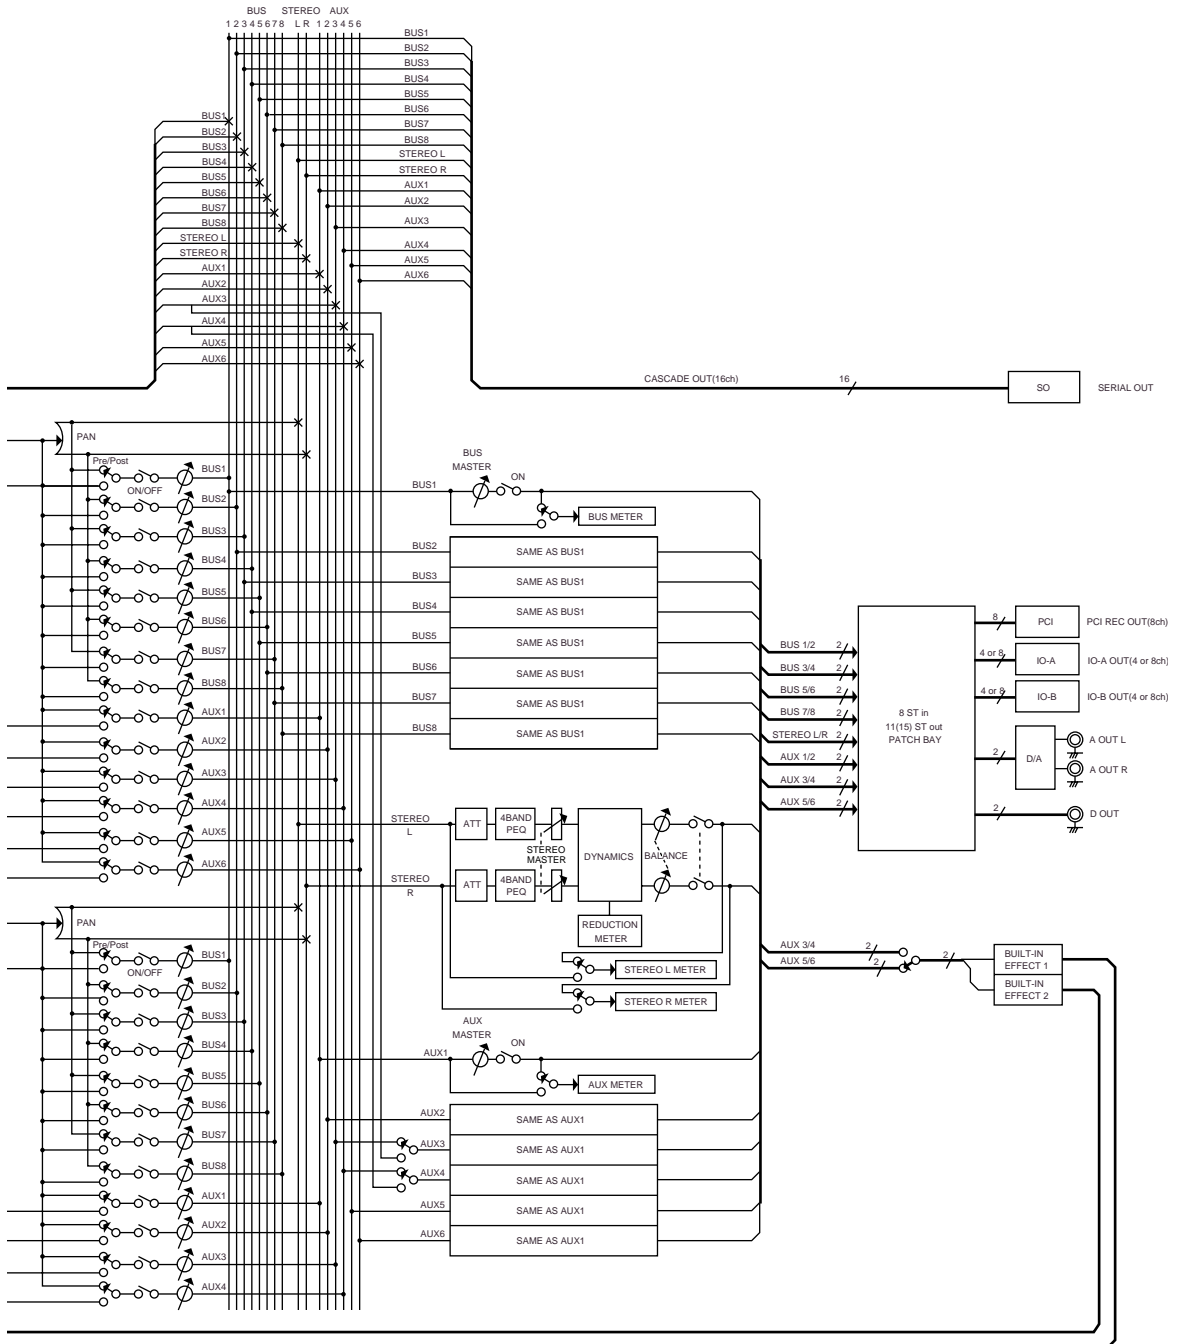 BUS STEREO AUX
1 2 3 4 5 6 7 8 L R 1 2 3 4 5 6
BUS1
BUS2
BUS3
BUS4
BUS5
BUS6
BUS7
BUS8
STEREO L
STEREO R
AUX1
AUX2
AUX3
AUX4
AUX5
AUX6
BUS1
BUS2
BUS3
BUS4
BUS5
BUS6
BUS7
BUS8
STEREO L
STEREO R
AUX1
AUX2
AUX3
AUX4
AUX5
AUX6
CASCADE OUT(16ch)
16
SO
SERIAL OUT
PAN
Pre/Post
ON/OFF
BUS1
BUS2
BUS3
BUS4
BUS5
BUS6
BUS7
BUS8
AUX1
AUX2
AUX3
AUX4
AUX5
AUX6
PAN
Pre/Post
ON/OFF
BUS1
BUS2
BUS3
BUS4
BUS5
BUS6
BUS7
BUS8
AUX1
AUX2
AUX3
AUX4
BUS
MASTER
ON
BUS1
BUS METER
BUS2
SAME AS BUS1
BUS3
SAME AS BUS1
BUS4
SAME AS BUS1
BUS5
SAME AS BUS1
BUS6
SAME AS BUS1
BUS7
SAME AS BUS1
BUS8
SAME AS BUS1
STEREO
L
ATT
4BAND
PEQ
STEREO
MASTER
DYNAMICS
BALANCE
STEREO
R
ATT
4BAND
PEQ
REDUCTION
METER
STEREO L METER
STEREO R METER
AUX
MASTER
ON
AUX1
AUX METER
AUX2
SAME AS AUX1
AUX3
SAME AS AUX1
AUX4
SAME AS AUX1
AUX5
SAME AS AUX1
AUX6
SAME AS AUX1
BUS 1/2 2
BUS 3/4 2
BUS 5/6 2
BUS 7/8 2
STEREO L/R 2
AUX 1/2 2
AUX 3/4 2
AUX 5/6 2
8 ST in
11(15) ST out
PATCH BAY
8
PCI
PCI REC OUT(8ch)
4 or 8
IO-A
IO-A OUT(4 or 8ch)
4 or 8
IO-B
IO-B OUT(4 or 8ch)
2
D/A
A OUT L
A OUT R
2
D OUT
AUX 3/4 2
AUX 5/6 2
2
BUILT-IN
EFFECT 1
BUILT-IN
EFFECT 2